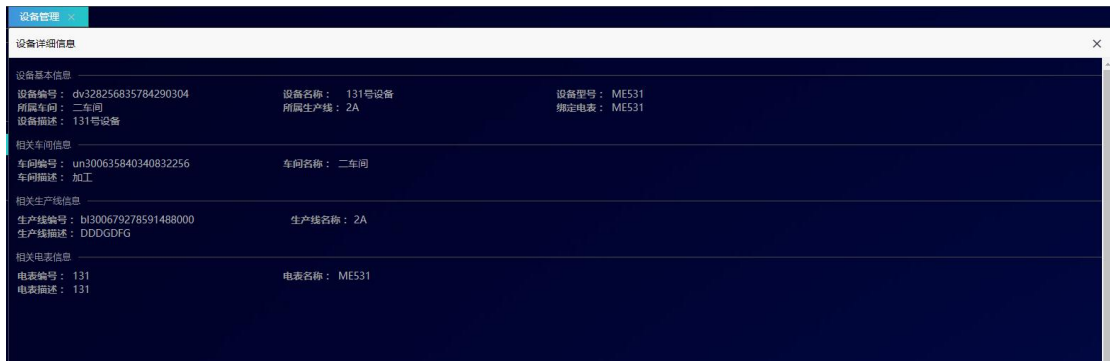 设备管理 ×
设备详细信息 ×
设备基本信息
设备编号： dv328256835784290304 设备名称： 131号设备 设备型号： ME531
所属车间： 二车间 所属生产线：2A 绑定电表： ME531
设备描述： 131号设备
相关车间信息
车间编号： un300635840340832256 车间名称： 二车间
车间描述： 加工
相关生产线信息
生产线编号： bl300679278591488000 生产线名称：2A
生产线描述： DDDGDFG
相关电表信息
电表编号： 131 电表名称： ME531
电表描述： 131